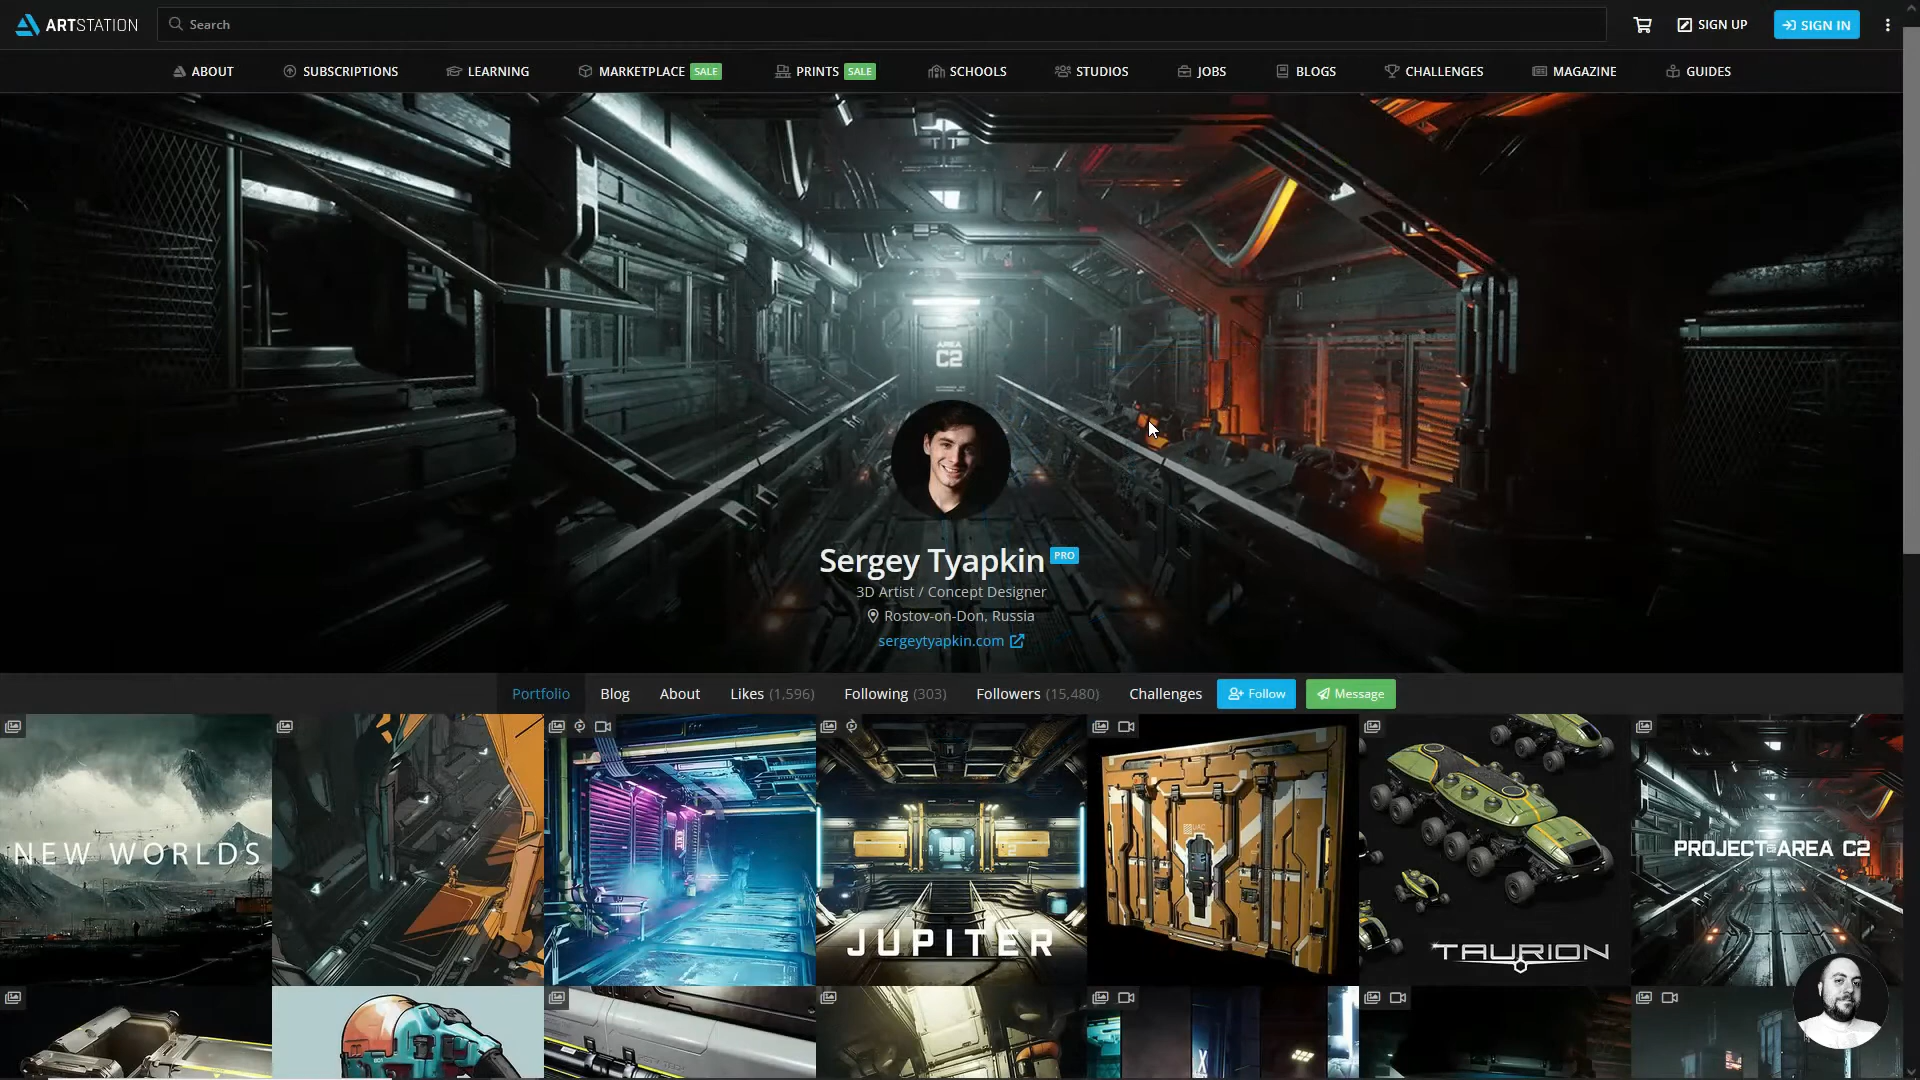 ARTSTATION
Search
SIGN UP
SIGN IN
ABOUT
SUBSCRIPTIONS
LEARNING
MARKETPLACE SALE
PRINTS SALE
SCHOOLS
STUDIOS
JOBS
BLOGS
CHALLENGES
MAGAZINE
GUIDES
AREA
C2
Sergey Tyapkin PRO
3D Artist / Concept Designer
Rostov-on-Don, Russia
sergeytyapkin.com
Portfolio
Blog
About
Likes (1,596)
Following (303)
Followers (15,480)
Challenges
Follow
Message
NEW WORLDS
JUPITER
UAC
TAURION
PROJECT AREA C2
X